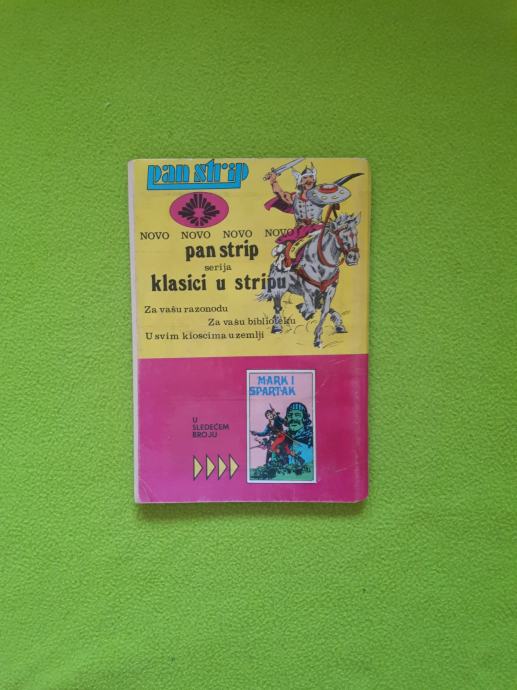 pan strip
NOVO NOVO NOVO NOVO
pan strip
serija
klasici u stripu
Za vašu razonodu
Za vašu biblioteku
U svim kioscima u zemlji
MARK I
SPARTAK
U
SLEDEĆEM
BROJU